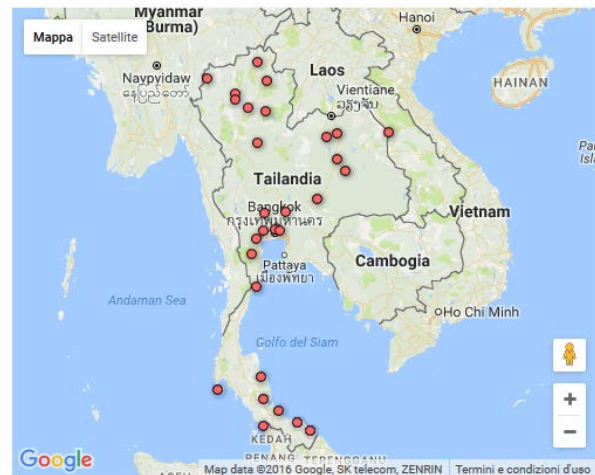 Myanmar
(Burma)
Hanoi
Mappa Satellite
Laos
Naypyidaw
နေပြည်တော်
HAINAN
Vientiane
ວຽງຈັນ
Tailandia
Bangkok
กรุงเทพมหานคร
Vietnam
Pattaya
เมืองพัทยา
Cambogia
Andaman Sea
Ho Chi Minh
Golfo del Siam
+
KEDAH
−
PENANG
TERENGGANU
ACEH
Google
Map data ©2016 Google, SK telecom, ZENRIN Termini e condizioni d'uso